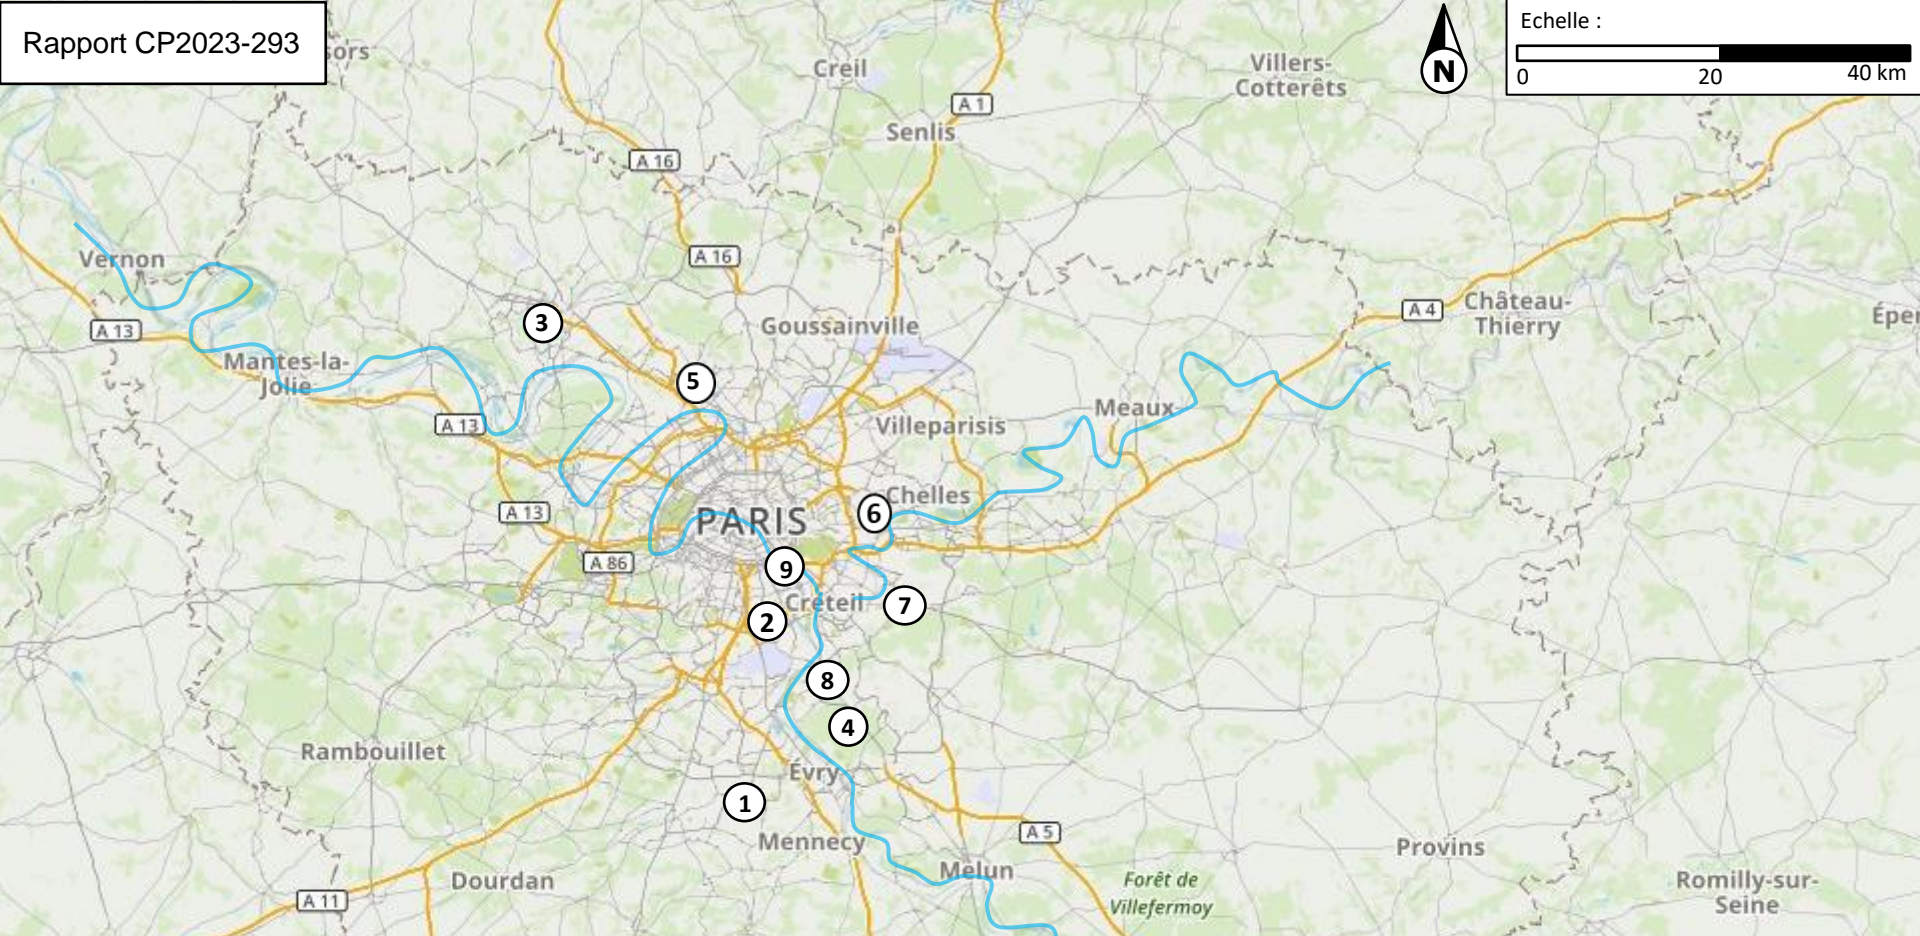 Rapport CP2023-293
sors
Creil
Villers-
Cotterêts
N
Echelle :
0
20
40 km
A 1
Senlis
A 16
A 16
Vernon
A 13
3
Goussainville
A 4
Château-
Thierry
Éper
Mantes-la-
Jolie
5
A 13
Villeparisis
Meaux
A 13
PARIS
6
Chelles
A 86
9
Créteil
7
2
8
4
Rambouillet
Évry
1
Mennecy
A 5
Provins
Dourdan
Melun
Forêt de
Villefermoy
Romilly-sur-
Seine
A 11